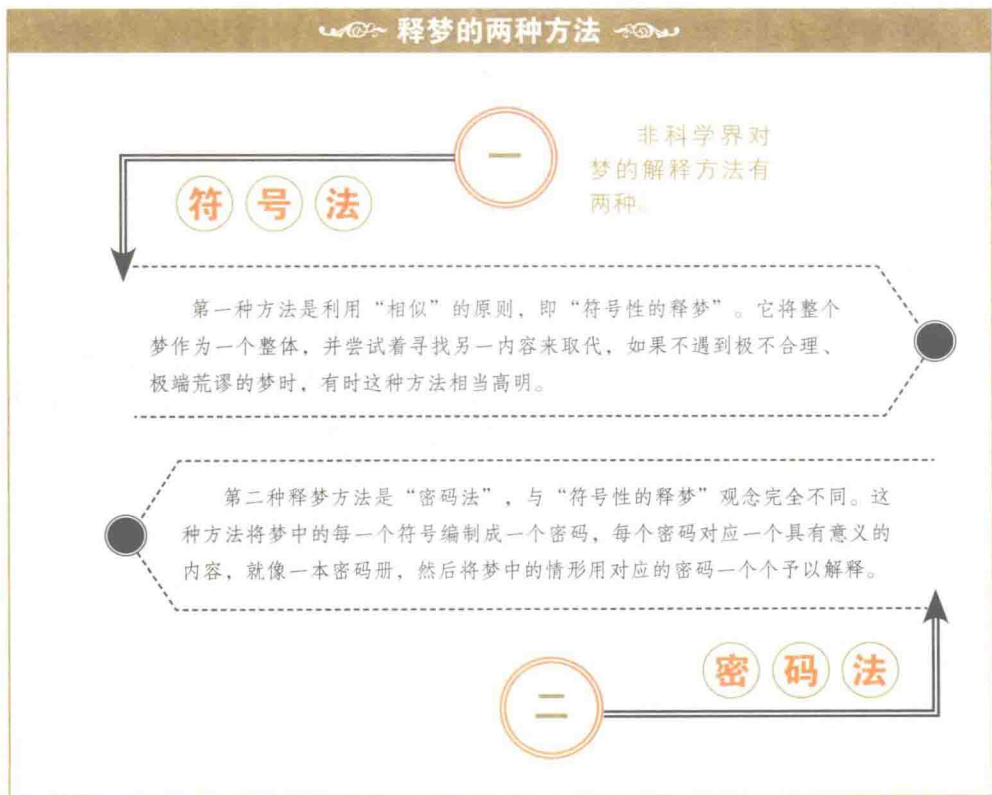 释梦的两种方法
一
非科学界对
梦的解释方法有
两种。
符号法
第一种方法是利用“相似”的原则，即“符号性的释梦”。它将整个
梦作为一个整体，并尝试着寻找另一内容来取代，如果不遇到极不合理、
极端荒谬的梦时，有时这种方法相当高明。
第二种释梦方法是“密码法”，与“符号性的释梦”观念完全不同。这
种方法将梦中的每一个符号编制成一个密码，每个密码对应一个具有意义的
内容，就像一本密码册，然后将梦中的情形用对应的密码一个个予以解释。
密码法
二